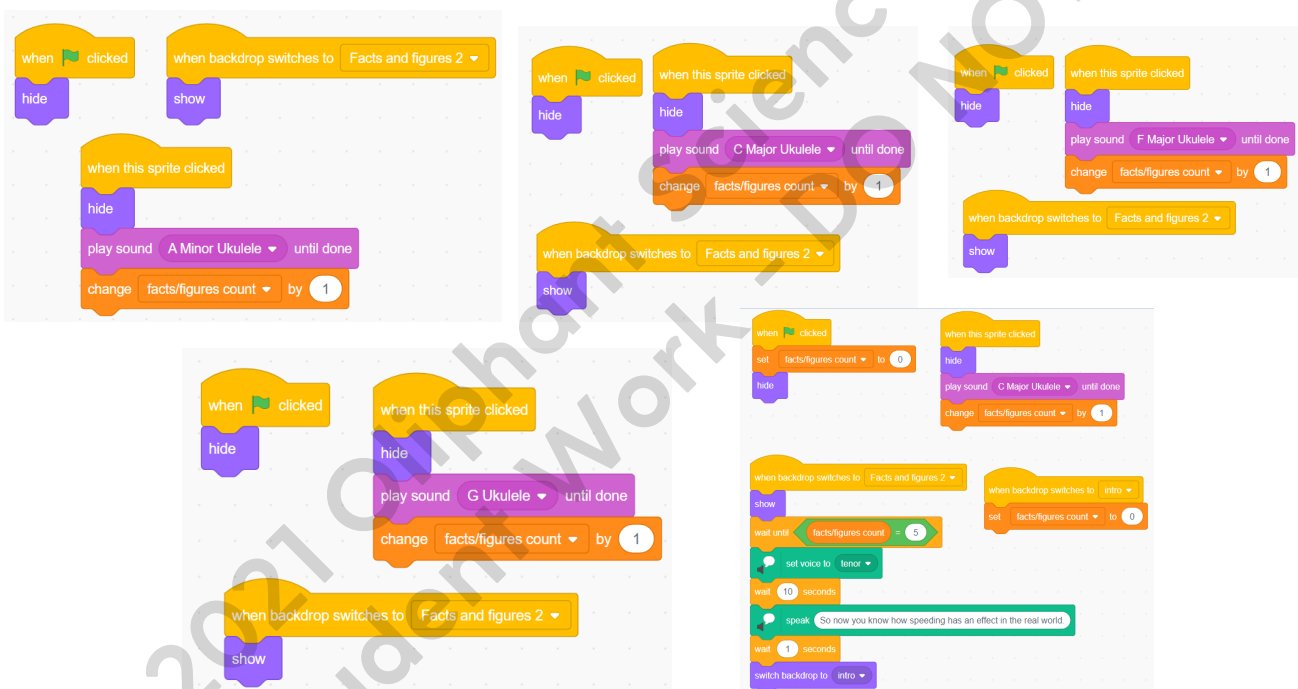 when clicked
hide
when backdrop switches to Facts and figures 2
show
when this sprite clicked
hide
play sound A Minor Ukulele until done
change facts/figures count by 1
when clicked
hide
when this sprite clicked
hide
play sound C Major Ukulele until done
change facts/figures count by 1
when backdrop switches to Facts and figures 2
show
when clicked
hide
when this sprite clicked
hide
play sound F Major Ukulele until done
change facts/figures count by 1
when backdrop switches to Facts and figures 2
show
when clicked
hide
when this sprite clicked
hide
play sound G Ukulele until done
change facts/figures count by 1
when backdrop switches to Facts and figures 2
show
when clicked
set facts/figures count to 0
hide
when this sprite clicked
hide
play sound C Major Ukulele until done
change facts/figures count by 1
when backdrop switches to Facts and figures 2
show
wait until facts/figures count = 5
set voice to tenor
wait 10 seconds
speak So now you know how speeding has an effect in the real world.
wait 1 seconds
switch backdrop to intro
when backdrop switches to intro
set facts/figures count to 0
2021 Oliphant Scienc
udent Work - DO NO